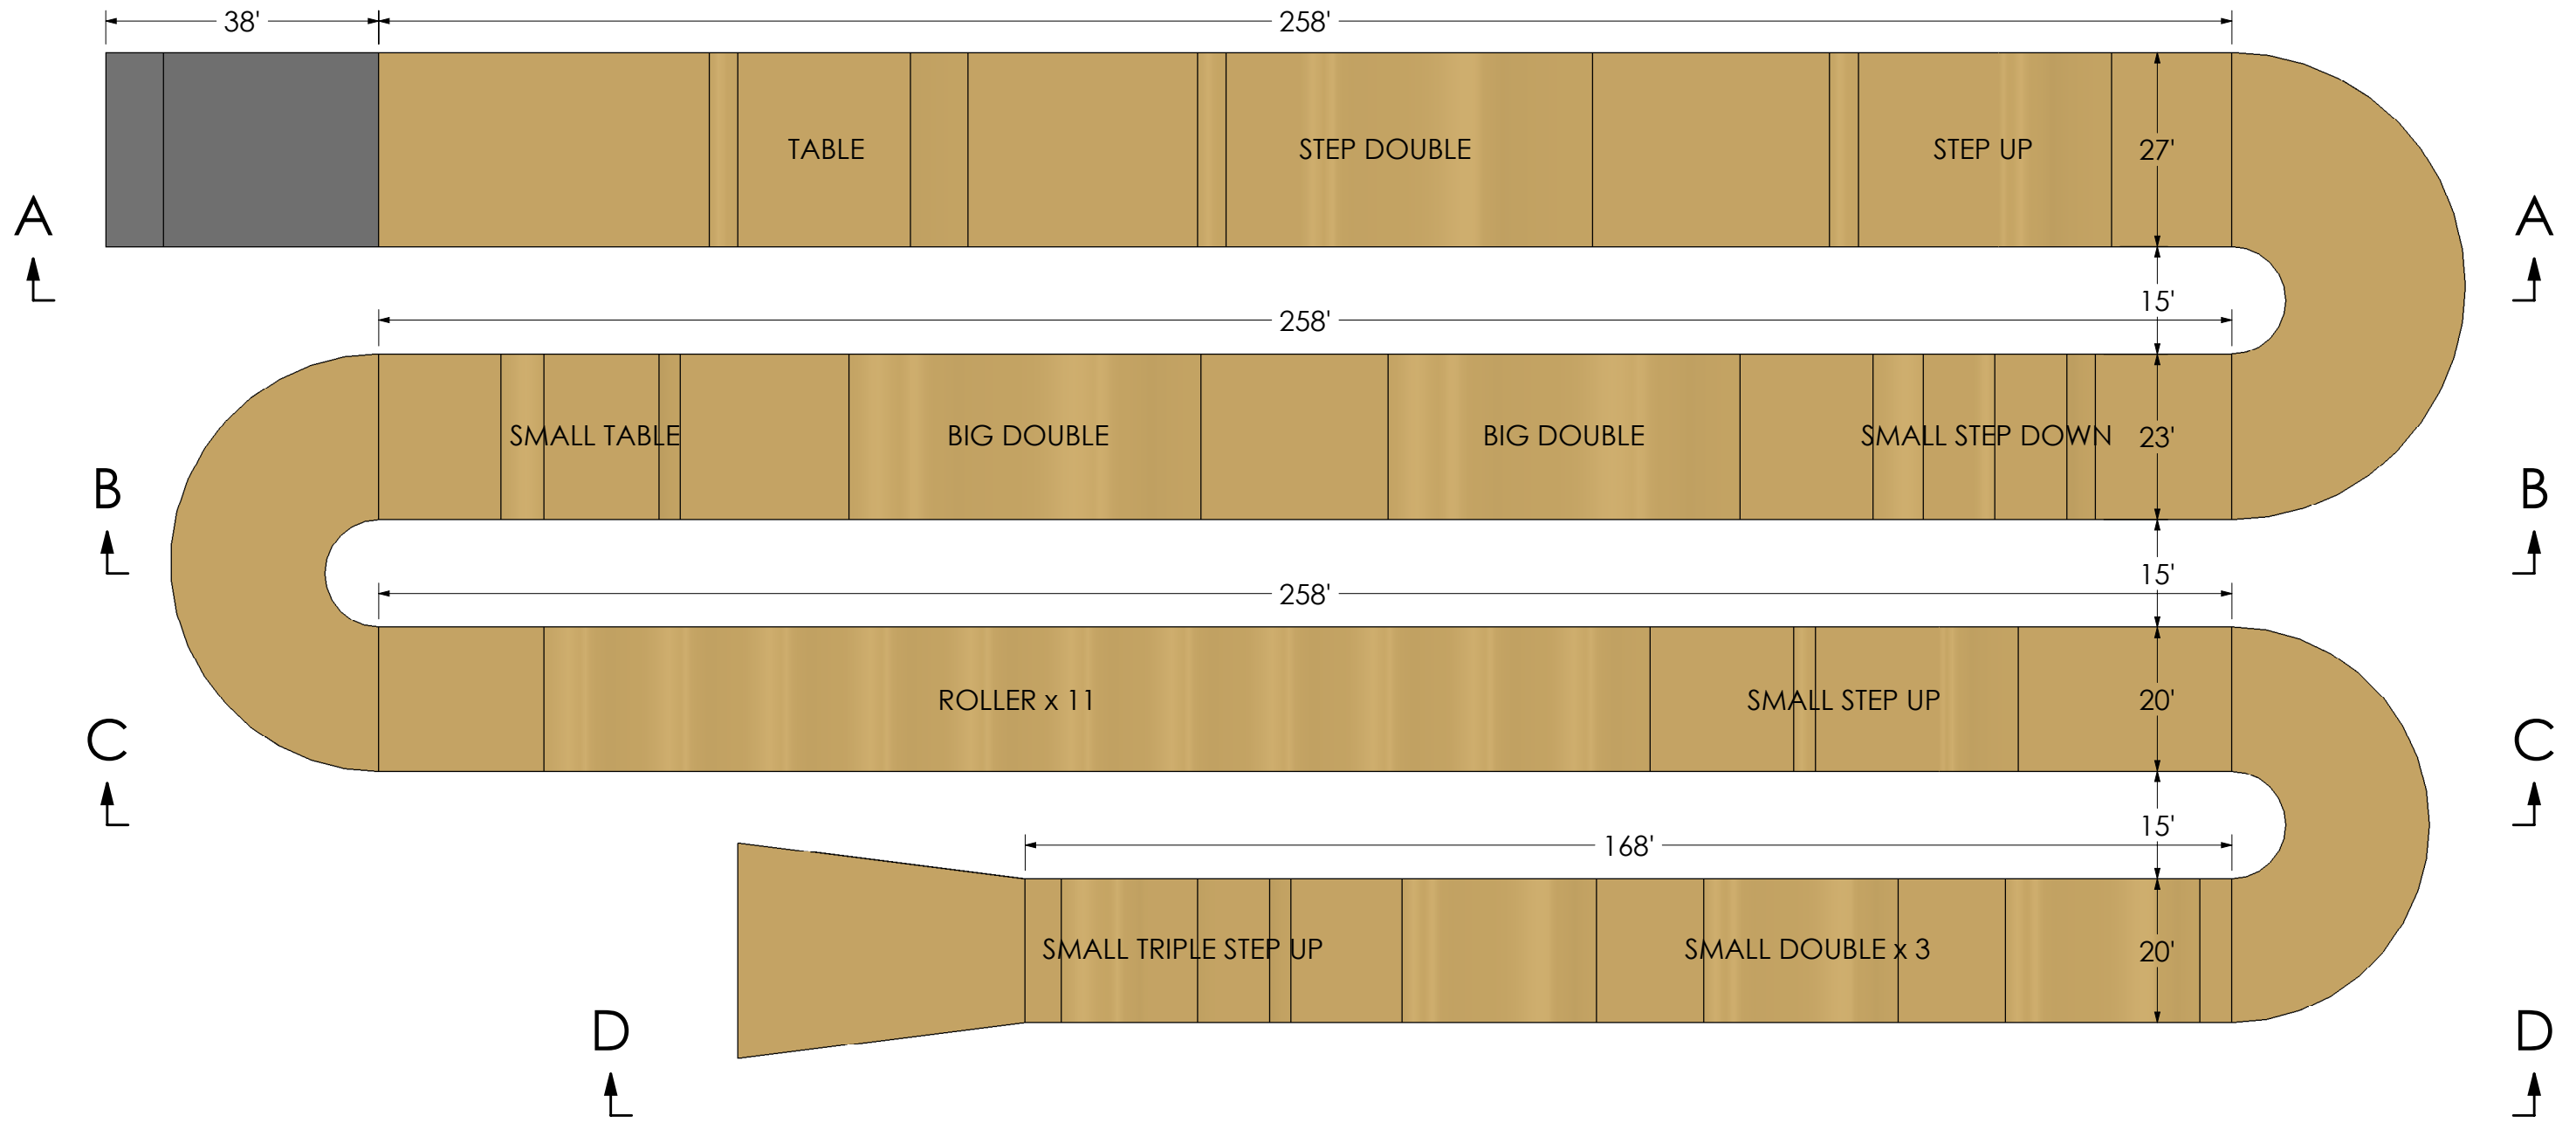 38' 258'
TABLE STEP DOUBLE STEP UP 27'
A A
15'
258'
SMALL TABLE BIG DOUBLE BIG DOUBLE SMALL STEP DOWN 23'
B B
15'
258'
ROLLER x 11 SMALL STEP UP 20'
C C
15'
168'
SMALL TRIPLE STEP UP SMALL DOUBLE x 3 20'
D D